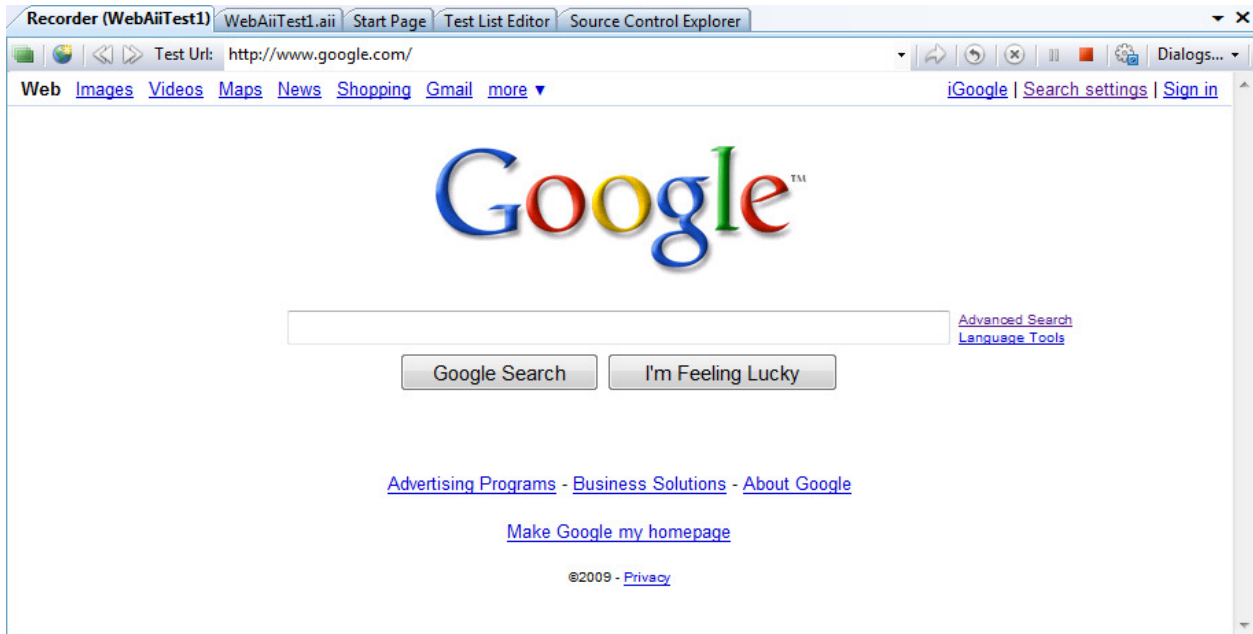 Recorder (WebAiiTest1) WebAiiTest1.aii Start Page Test List Editor Source Control Explorer
Test Url: http://www.google.com/ Dialogs...
Web Images Videos Maps News Shopping Gmail more ▼ iGoogle | Search settings | Sign in
Google™
Advanced Search
Language Tools
Google Search I'm Feeling Lucky
Advertising Programs - Business Solutions - About Google
Make Google my homepage
©2009 - Privacy